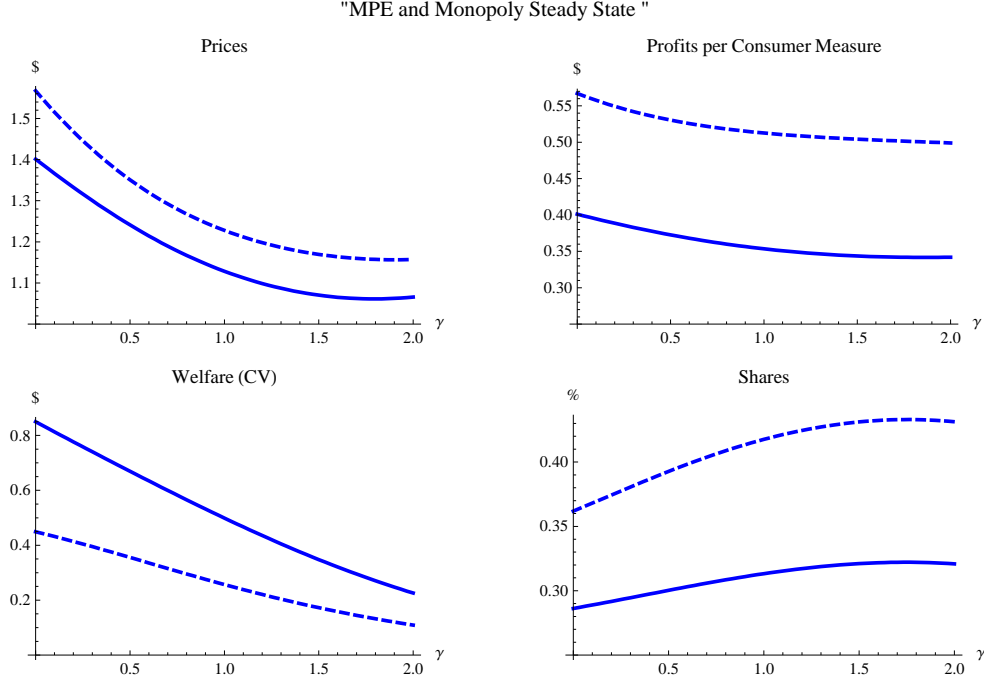 "MPE and Monopoly Steady State "
Prices
$
1.5
1.4
1.3
1.2
1.1
0.5 1.0 1.5 2.0
γ
Profits per Consumer Measure
$
0.55
0.50
0.45
0.40
0.35
0.30
0.5 1.0 1.5 2.0
γ
Welfare (CV)
$
0.8
0.6
0.4
0.2
0.5 1.0 1.5 2.0
γ
Shares
%
0.40
0.35
0.30
0.5 1.0 1.5 2.0
γ